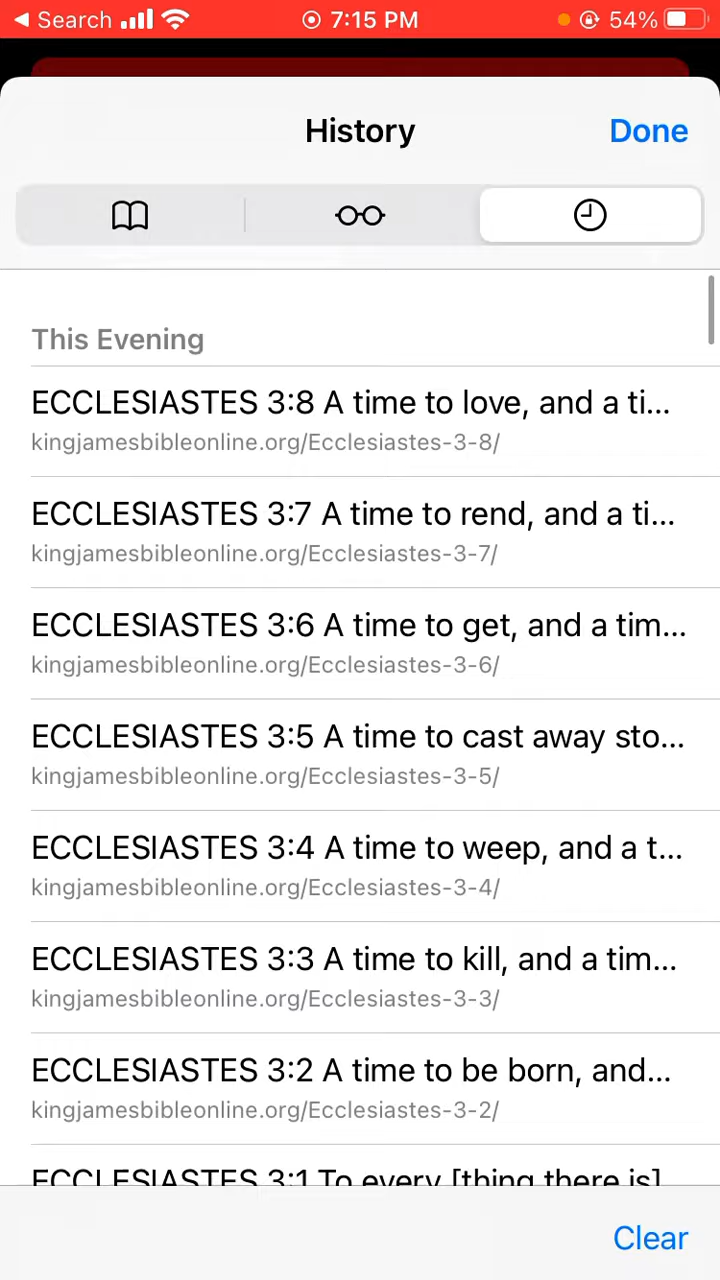 Search 7:15 PM 54%
History Done
This Evening
ECCLESIASTES 3:8 A time to love, and a ti...
kingjamesbibleonline.org/Ecclesiastes-3-8/
ECCLESIASTES 3:7 A time to rend, and a ti...
kingjamesbibleonline.org/Ecclesiastes-3-7/
ECCLESIASTES 3:6 A time to get, and a tim...
kingjamesbibleonline.org/Ecclesiastes-3-6/
ECCLESIASTES 3:5 A time to cast away sto...
kingjamesbibleonline.org/Ecclesiastes-3-5/
ECCLESIASTES 3:4 A time to weep, and a t...
kingjamesbibleonline.org/Ecclesiastes-3-4/
ECCLESIASTES 3:3 A time to kill, and a tim...
kingjamesbibleonline.org/Ecclesiastes-3-3/
ECCLESIASTES 3:2 A time to be born, and...
kingjamesbibleonline.org/Ecclesiastes-3-2/
ECCLESIASTES 3:1 To every [thing there is]
Clear